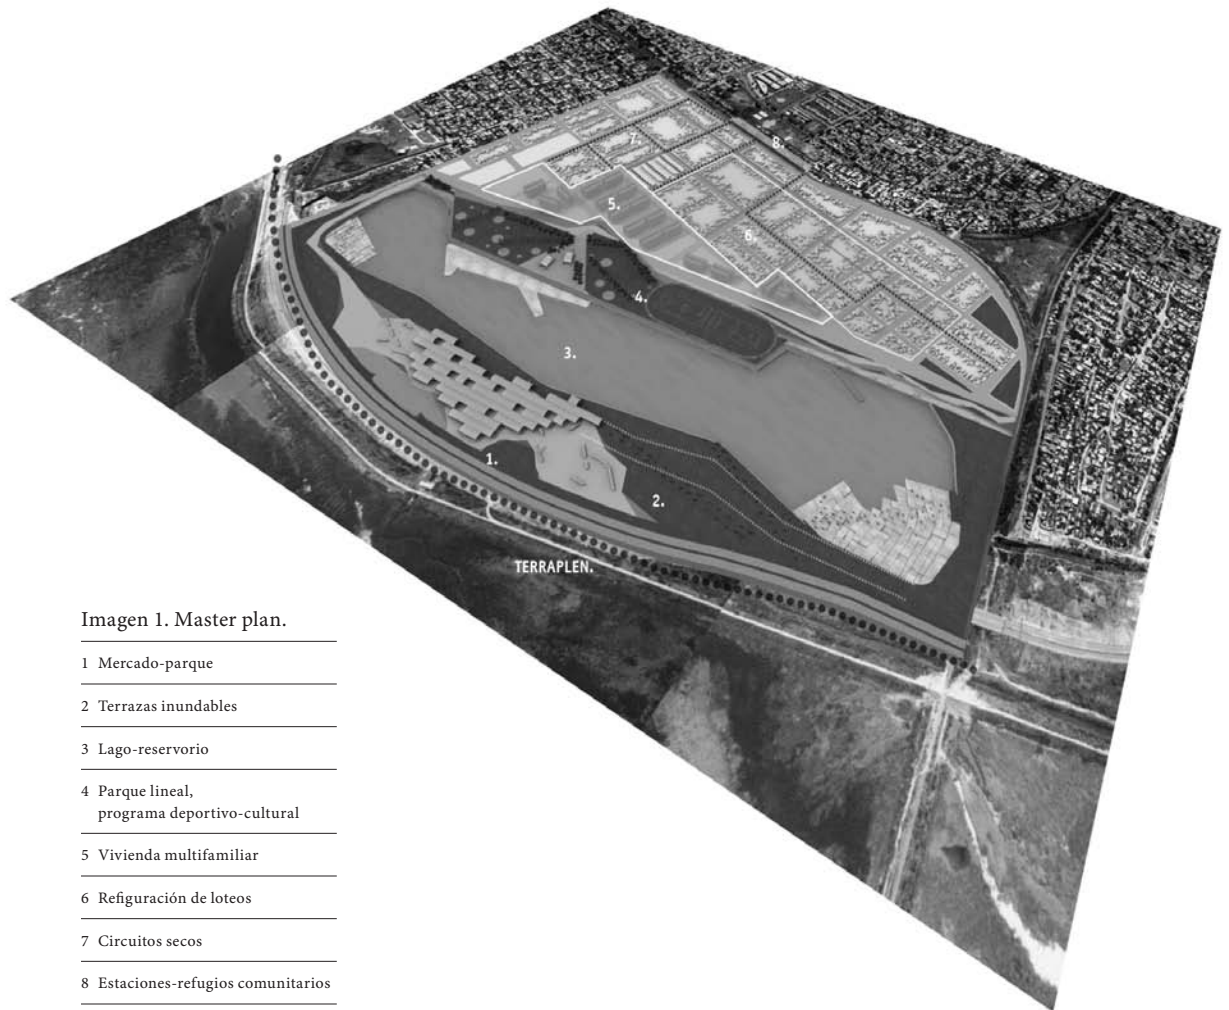 8.
7.
5.
6.
4.
3.
1.
2.
TERRAPLEN.
Imagen 1. Master plan.
1 Mercado-parque
2 Terrazas inundables
3 Lago-reservorio
4 Parque lineal,
programa deportivo-cultural
5 Vivienda multifamiliar
6 Refiguración de loteos
7 Circuitos secos
8 Estaciones-refugios comunitarios